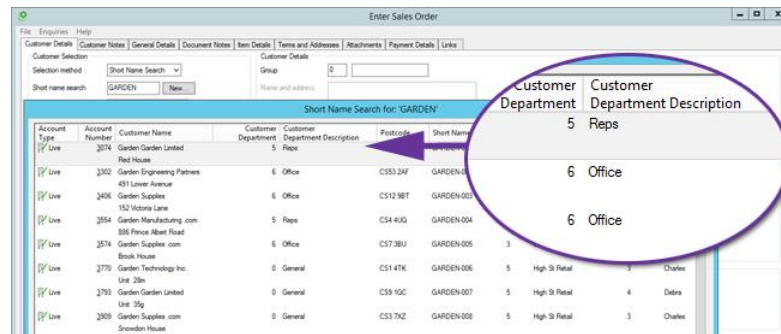 Enter Sales Order
File Enquiries Help
Customer Details Customer Notes General Details Document Notes Item Details Terms and Addresses Attachments Payment Details Links
Customer Selection Customer Details
Selection method Short Name Search Group 0
Short name search GARDEN New... Name and address
Short Name Search for: 'GARDEN'
Account Type Account Number Customer Name Customer Department Customer Department Description Postcode Short Name
Live 3074 Garden Garden Limited 5 Reps
Red House
Live 3302 Garden Engineering Partners 6 Office CS53 2AF
491 Lower Avenue
Live 3406 Garden Supplies 6 Office CS12 9BT
152 Victoria Lane
Live 3554 Garden Manufacturing .com 5 Reps CS4 4UQ GARDEN-004
886 Prince Albert Road
Live 3574 Garden Supplies .com 6 Office CS7 3BU GARDEN-005 3
Brook House
Live 3770 Garden Technology Inc. 0 General CS1 4TK GARDEN-006 5 High St Retail 3 Charles
Unit 28m
Live 3793 Garden Garden Limited 0 General CS9 1GC GARDEN-007 5 High St Retail 4 Debra
Unit 35g
Live 3909 Garden Supplies .com 0 General CS3 7XZ GARDEN-008 5 High St Retail 3 Charles
Snowdon House
Customer Department Customer Department Description
5 Reps
6 Office
6 Office